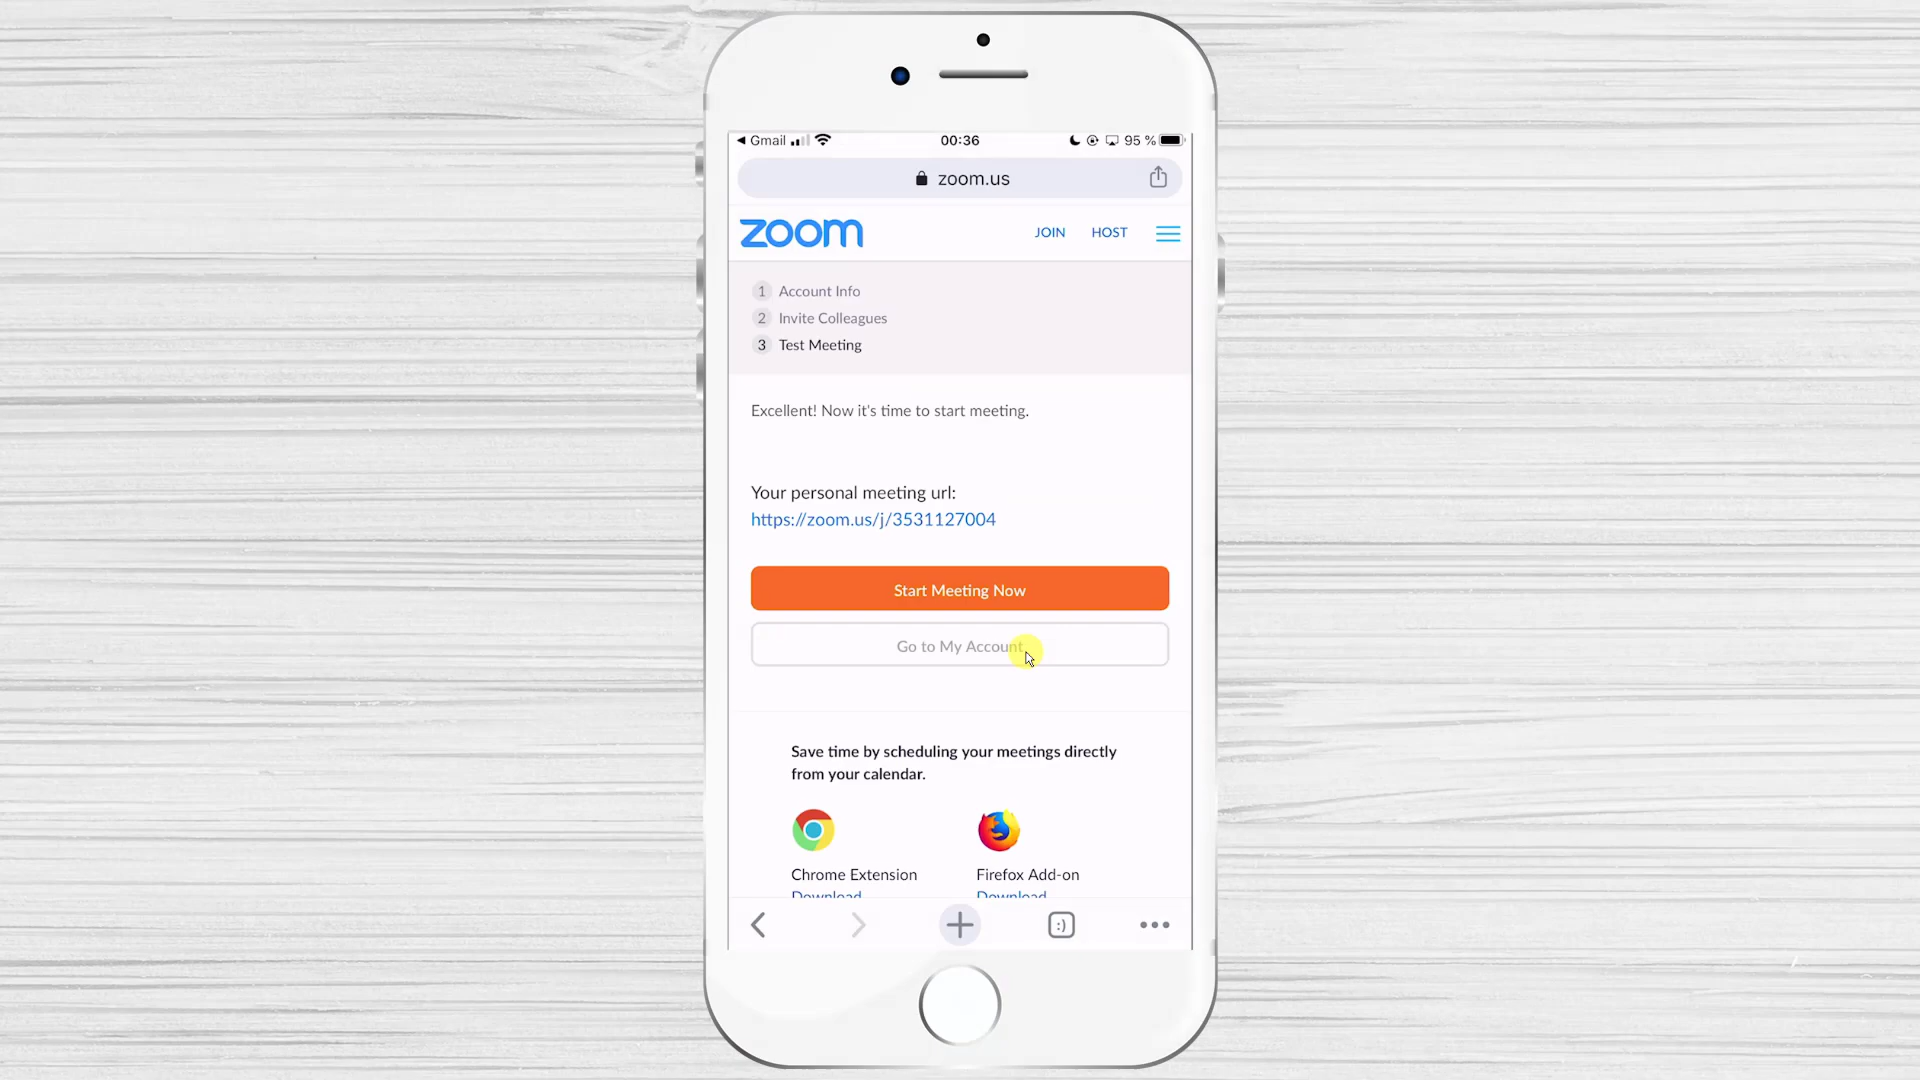 Gmail 00:36 95 %
zoom.us
zoom JOIN HOST
1 Account Info
2 Invite Colleagues
3 Test Meeting
Excellent! Now it's time to start meeting.
Your personal meeting url:
https://zoom.us/j/3531127004
Start Meeting Now
Go to My Account
Save time by scheduling your meetings directly
from your calendar.
Chrome Extension Firefox Add-on
Download Download
:)